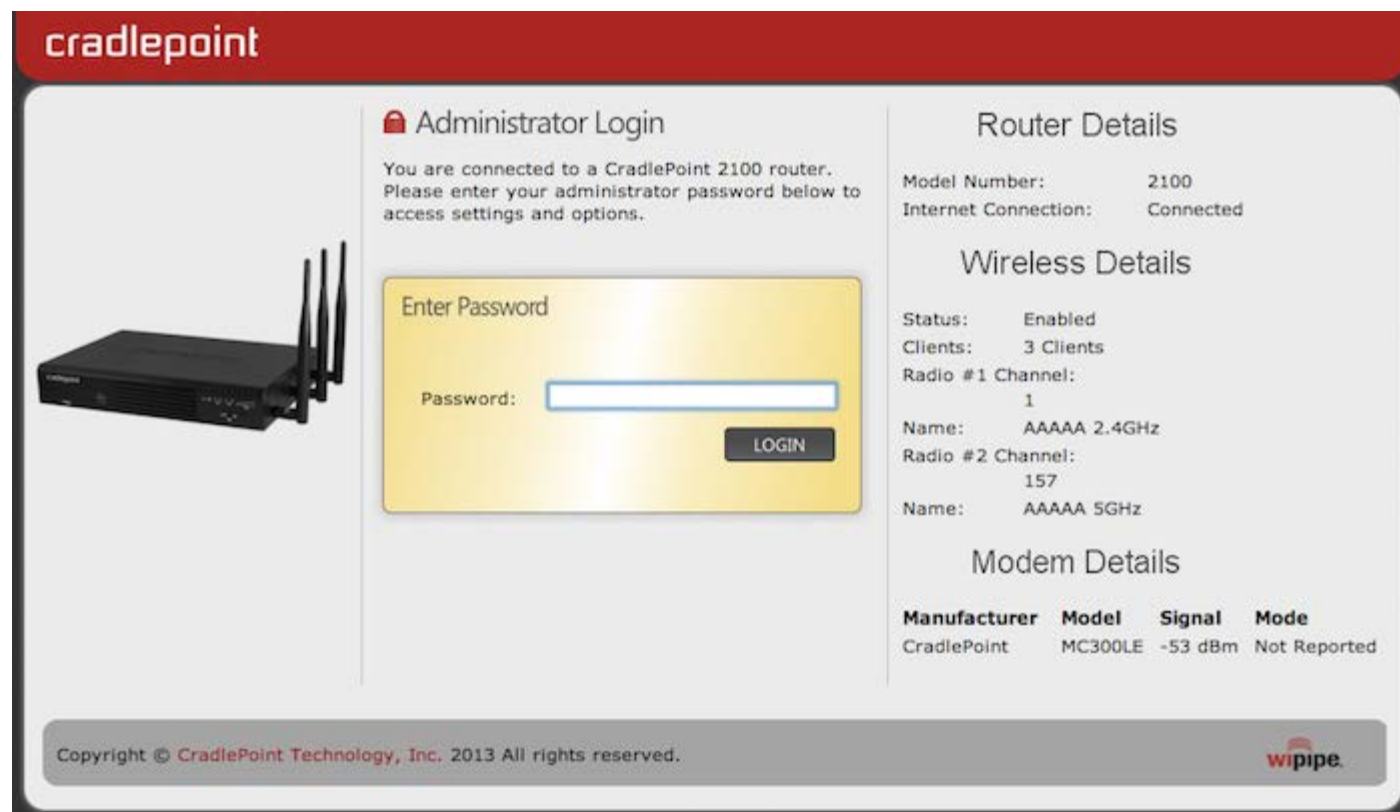 cradlepoint
Administrator Login
You are connected to a CradlePoint 2100 router.
Please enter your administrator password below to
access settings and options.
Enter Password
Password:
LOGIN
Router Details
Model Number: 2100
Internet Connection: Connected
Wireless Details
Status: Enabled
Clients: 3 Clients
Radio #1 Channel:
1
Name: AAAAA 2.4GHz
Radio #2 Channel:
157
Name: AAAAA 5GHz
Modem Details
Manufacturer Model Signal Mode
CradlePoint MC300LE -53 dBm Not Reported
Copyright © CradlePoint Technology, Inc. 2013 All rights reserved.
wipipe.